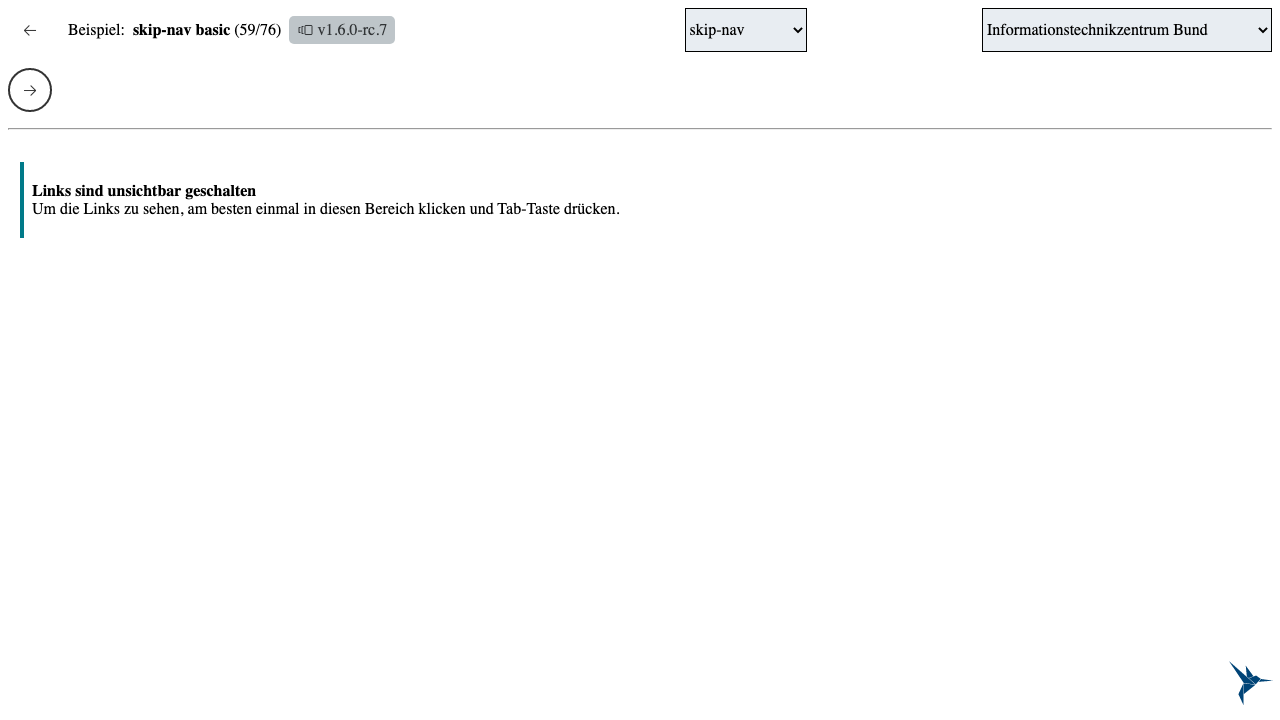 Beispiel: skip-nav basic (59/76) v1.6.0-rc.7 skip-nav Informationstechnikzentrum Bund
Links sind unsichtbar geschalten
Um die Links zu sehen, am besten einmal in diesen Bereich klicken und Tab-Taste drücken.